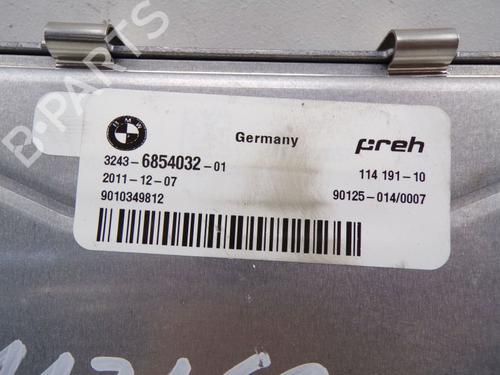 B-PARTS
BMW
Germany
preh
3243-6854032-01
114 191-10
2011-12-07
9010349812
90125-014/0007